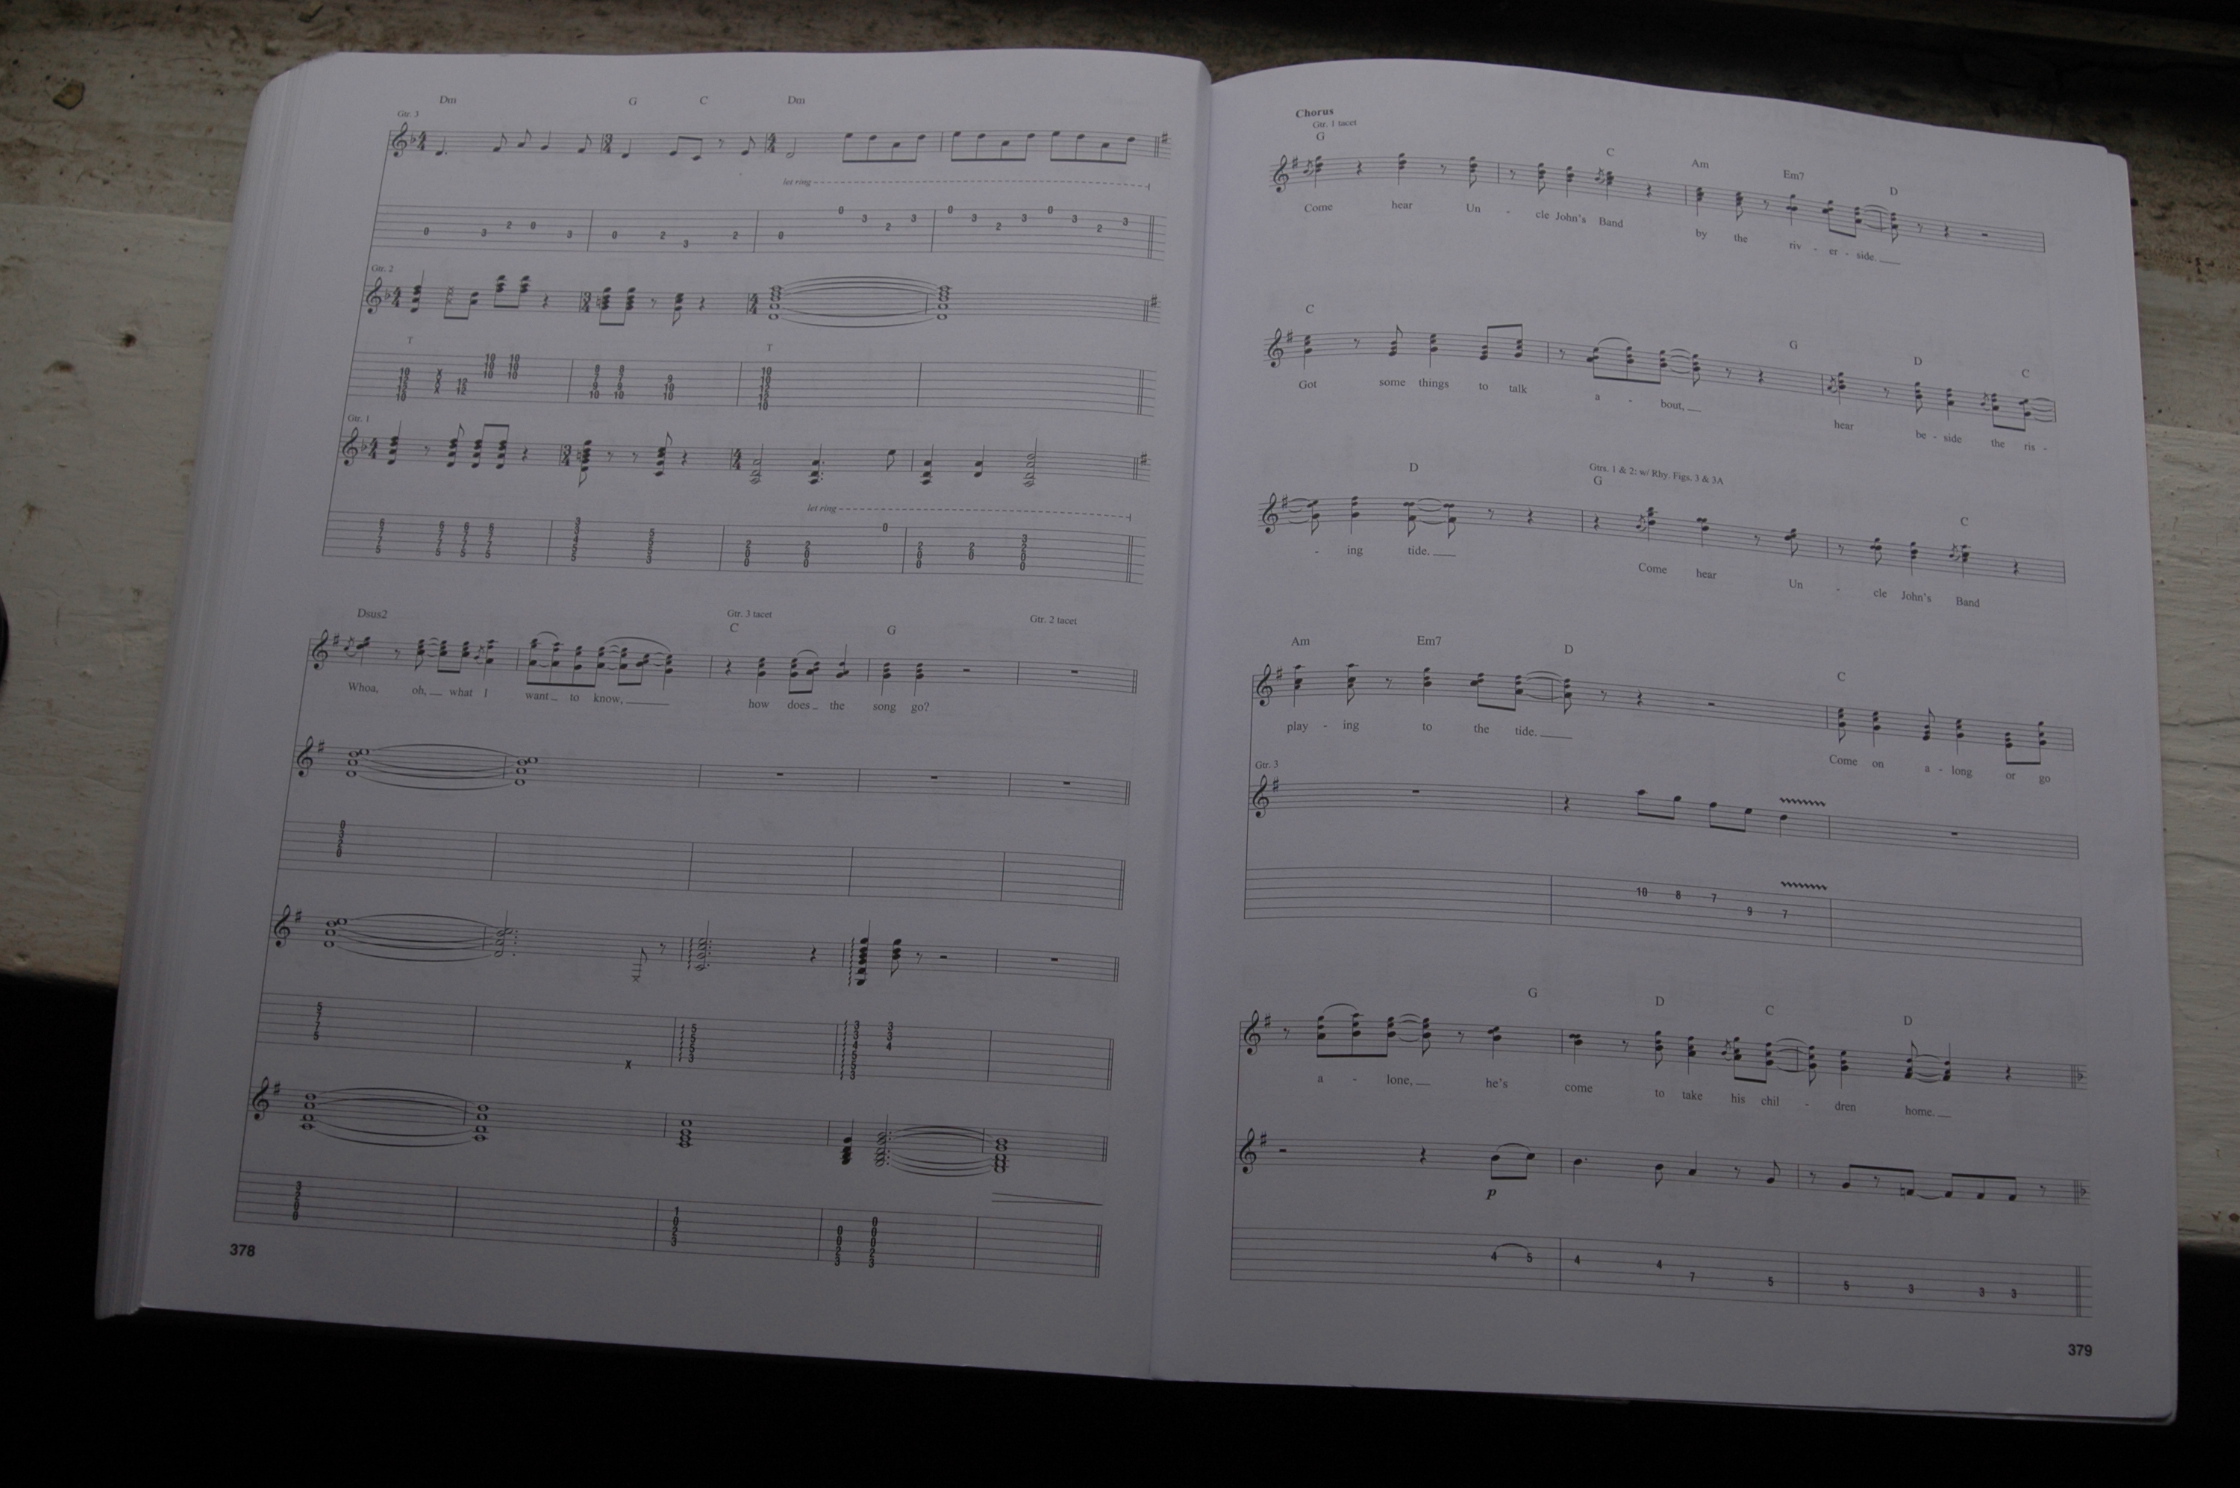 Dm G C Dm
Gtr. 3
let ring
0 3 2 0 3 0 2 3 2 0 0 3 2 3 0 3 2 3 0 3 2 3
Gtr. 2
T T
Gtr. 1
let ring
Dsus2 Gtr. 3 tacet Gtr. 2 tacet
C G
Whoa, oh, what I want to know, how does the song go?
378
Chorus
Gtr. 1 tacet
G C Am Em7 D
Come hear Un - cle John's Band by the riv - er - side.
C G D C
Got some things to talk a - bout, hear be - side the ris -
D Gtrs. 1 & 2: w/ Rhy. Figs. 3 & 3A
G C
- ing tide. Come hear Un - cle John's Band
Am Em7 D C
play - ing to the tide. Come on a - long or go
Gtr. 3
10 8 7 9 7
G D C D
a - lone, he's come to take his chil - dren home.
p
4 5 4 4 7 5 5 3 3 3
379